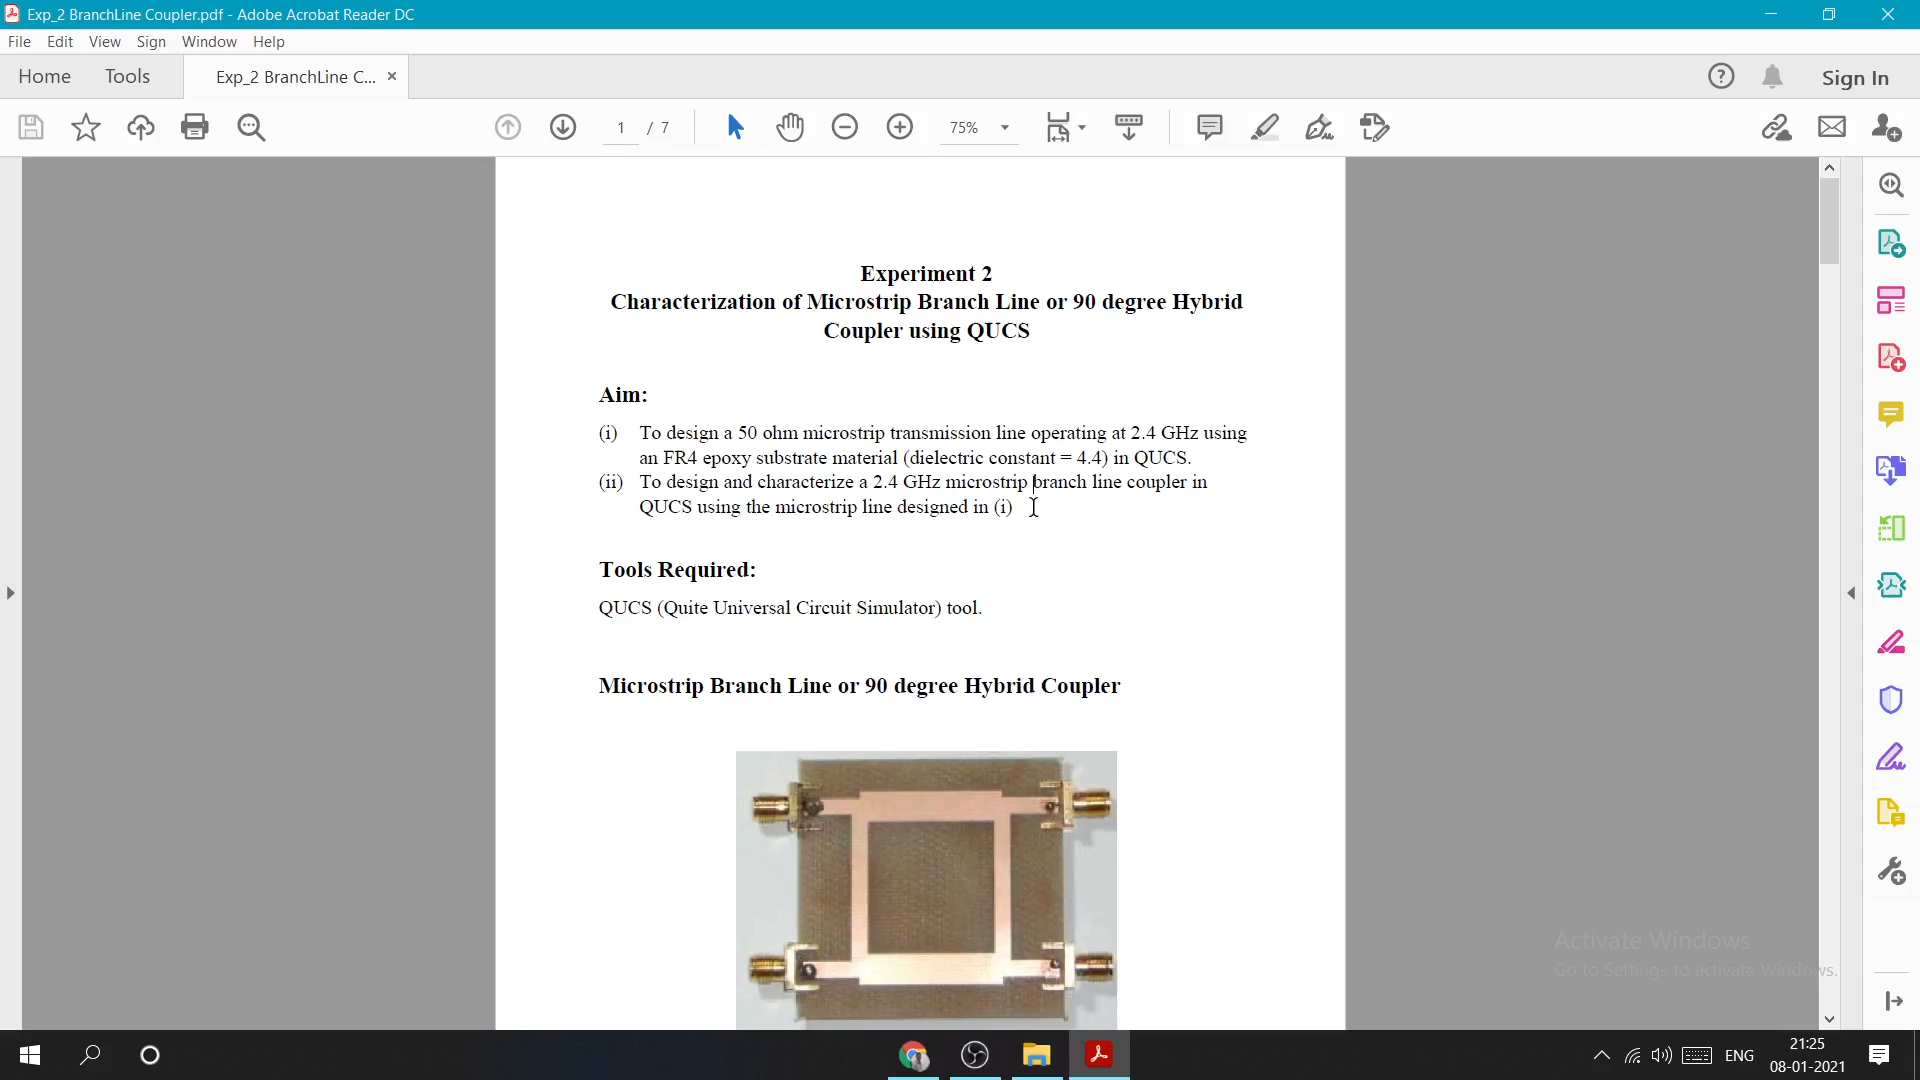 Exp_2 BranchLine Coupler.pdf - Adobe Acrobat Reader DC
File Edit View Sign Window Help
Home Tools Exp_2 BranchLine C... × Sign In
1 / 7 75%
Experiment 2
Characterization of Microstrip Branch Line or 90 degree Hybrid
Coupler using QUCS
Aim:
(i) To design a 50 ohm microstrip transmission line operating at 2.4 GHz using
an FR4 epoxy substrate material (dielectric constant = 4.4) in QUCS.
(ii) To design and characterize a 2.4 GHz microstrip branch line coupler in
QUCS using the microstrip line designed in (i)
Tools Required:
QUCS (Quite Universal Circuit Simulator) tool.
Microstrip Branch Line or 90 degree Hybrid Coupler
Activate Windows
Go to Settings to activate Windows.
ENG
21:25
08-01-2021